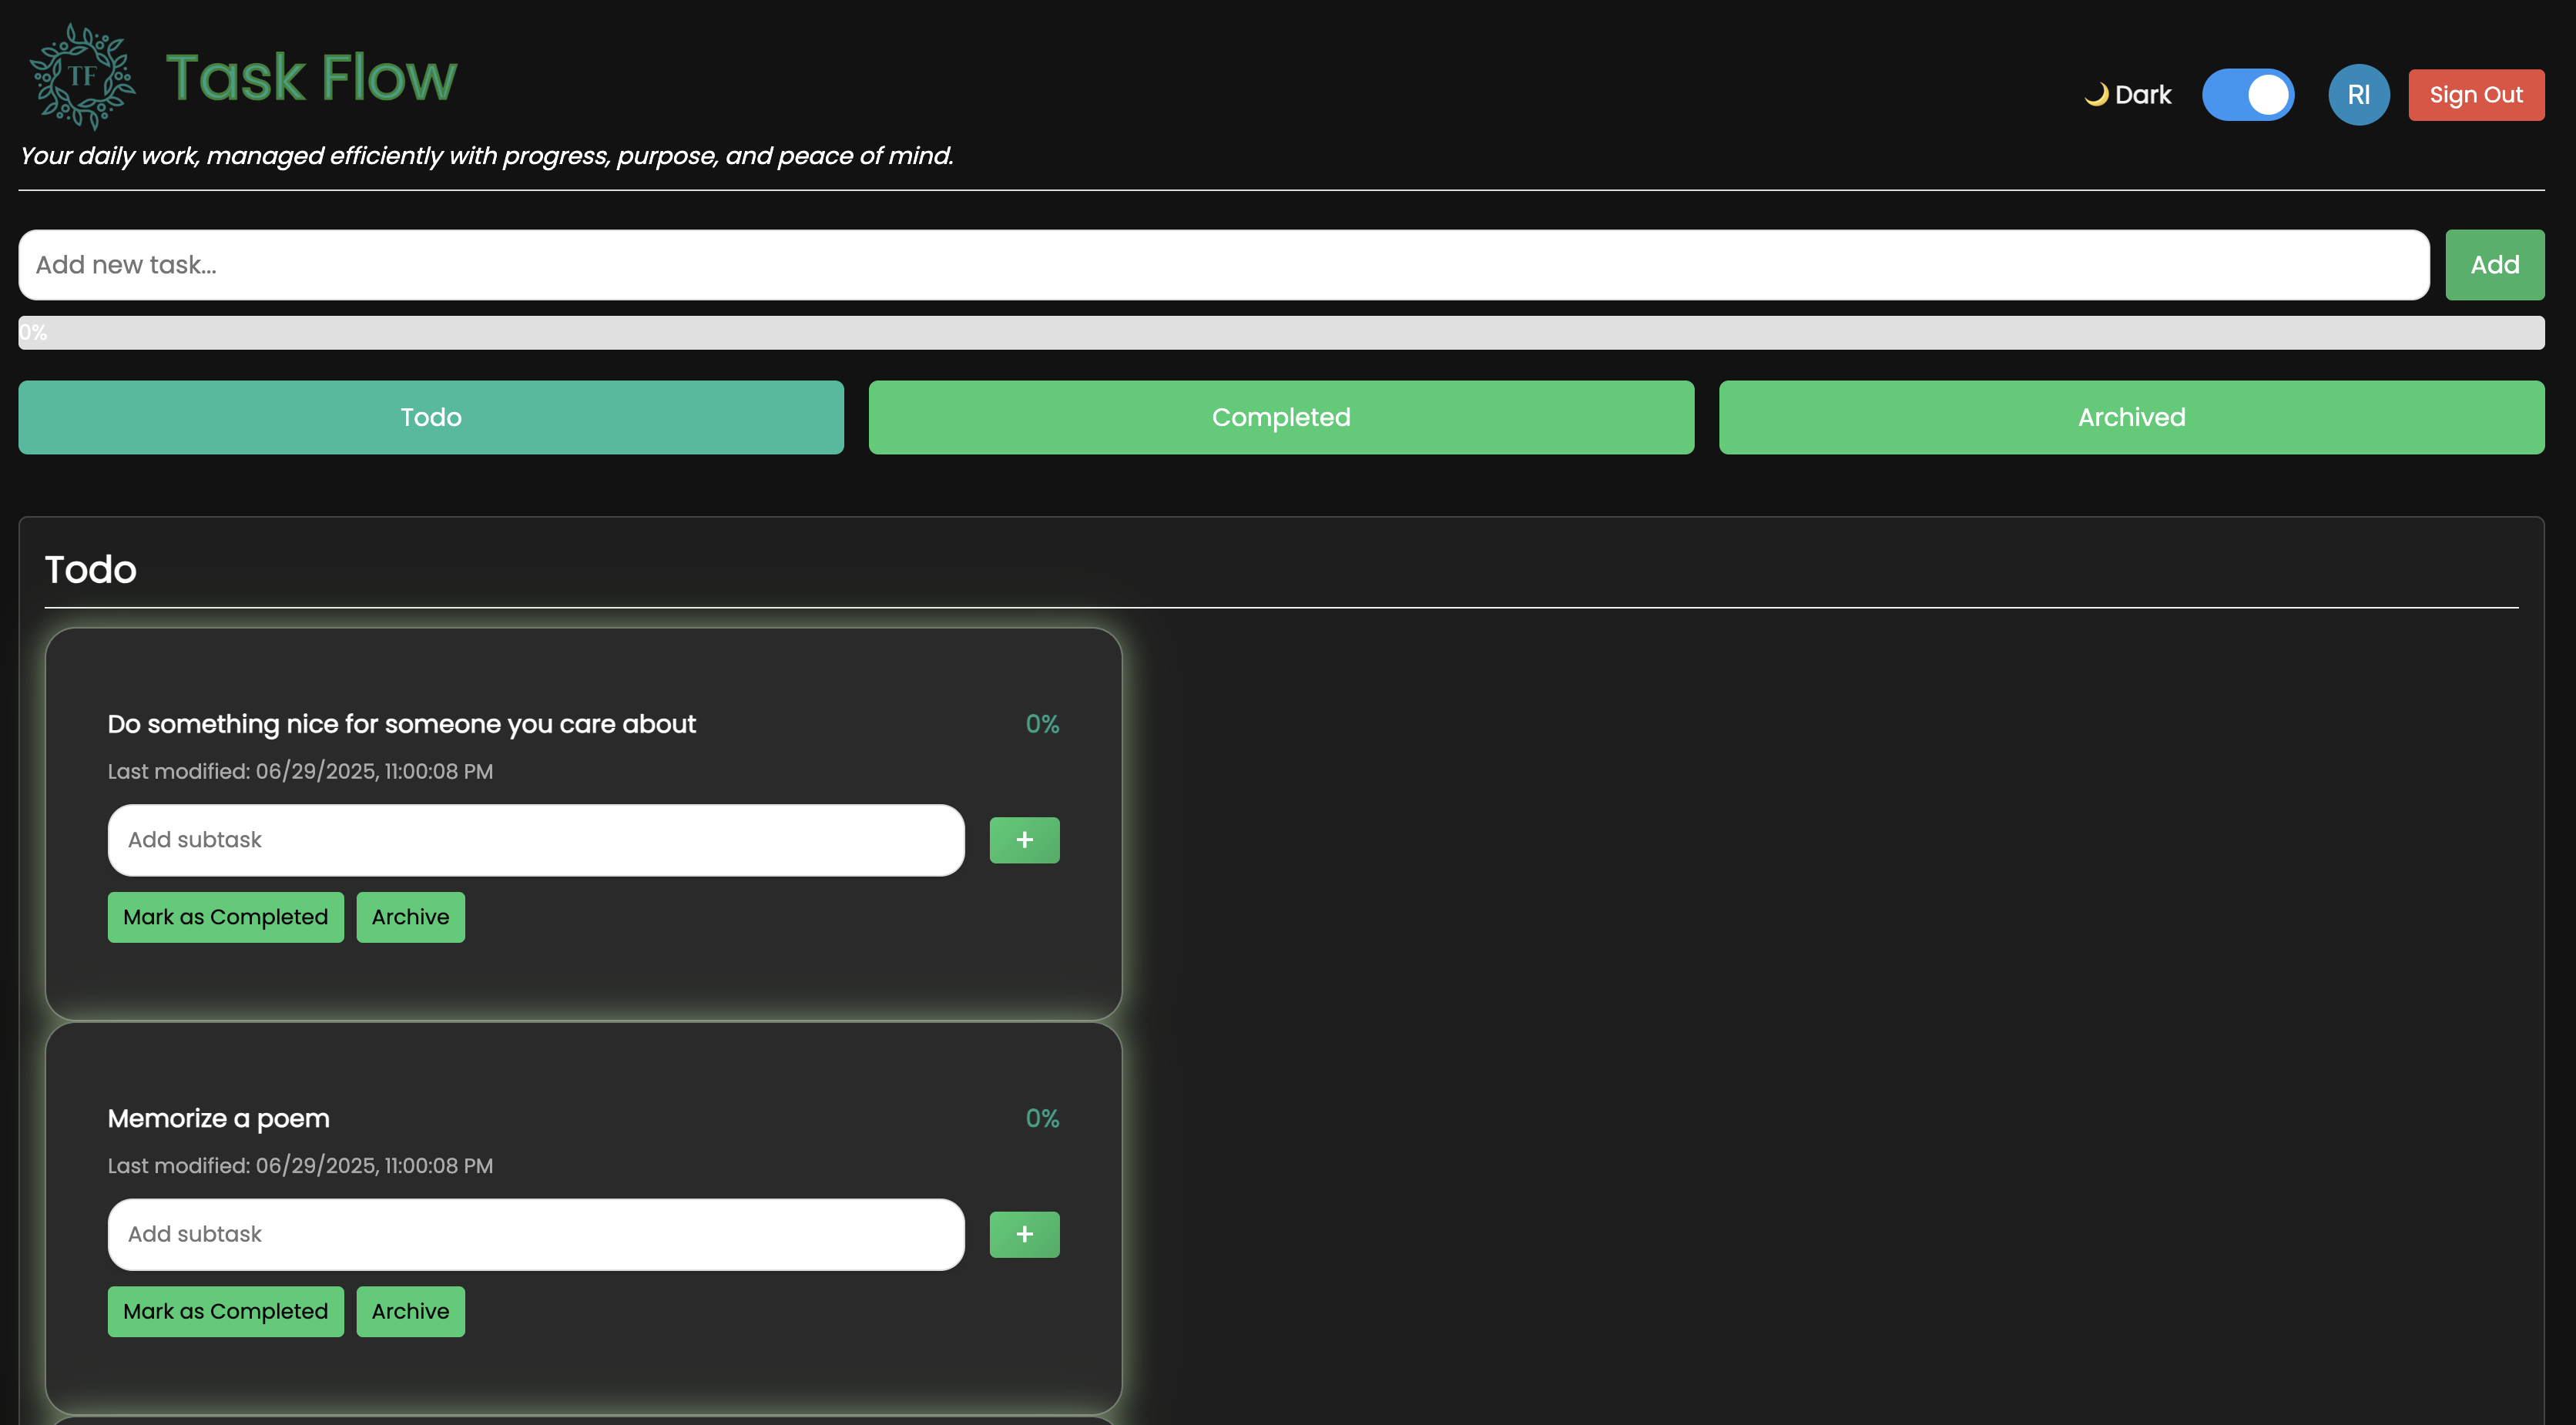 TF
Task Flow
🌙 Dark
RI
Sign Out
Your daily work, managed efficiently with progress, purpose, and peace of mind.
Add new task...
Add
0%
Todo
Completed
Archived
Todo
Do something nice for someone you care about
0%
Last modified: 06/29/2025, 11:00:08 PM
Add subtask
+
Mark as Completed
Archive
Memorize a poem
0%
Last modified: 06/29/2025, 11:00:08 PM
Add subtask
+
Mark as Completed
Archive